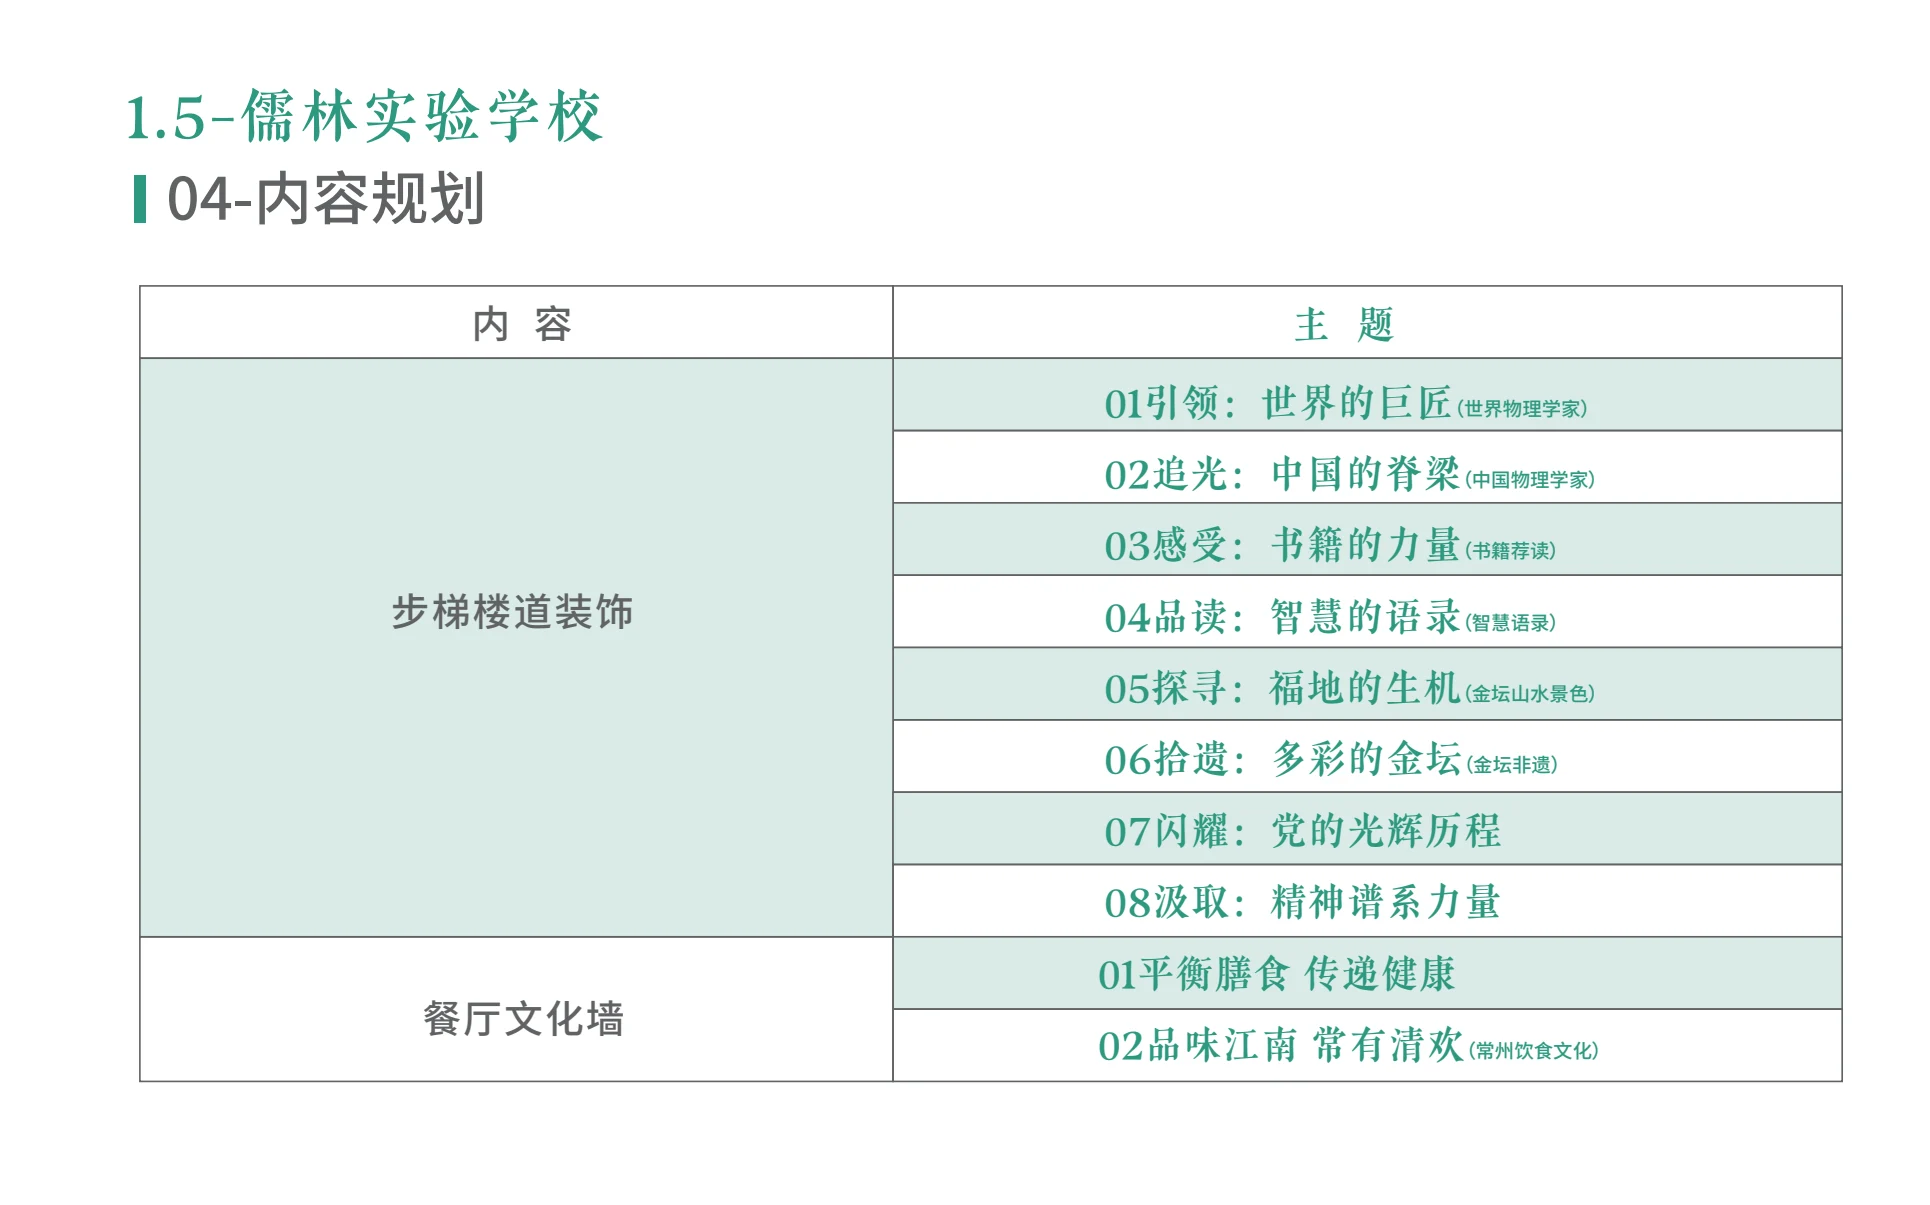 1.5-儒林实验学校
04-内容规划
内 容
主 题
步梯楼道装饰
01引领：世界的巨匠(世界物理学家)
02追光：中国的脊梁(中国物理学家)
03感受：书籍的力量(书籍荐读)
04品读：智慧的语录(智慧语录)
05探寻：福地的生机(金坛山水景色)
06拾遗：多彩的金坛(金坛非遗)
07闪耀：党的光辉历程
08汲取：精神谱系力量
餐厅文化墙
01平衡膳食 传递健康
02品味江南 常有清欢(常州饮食文化)